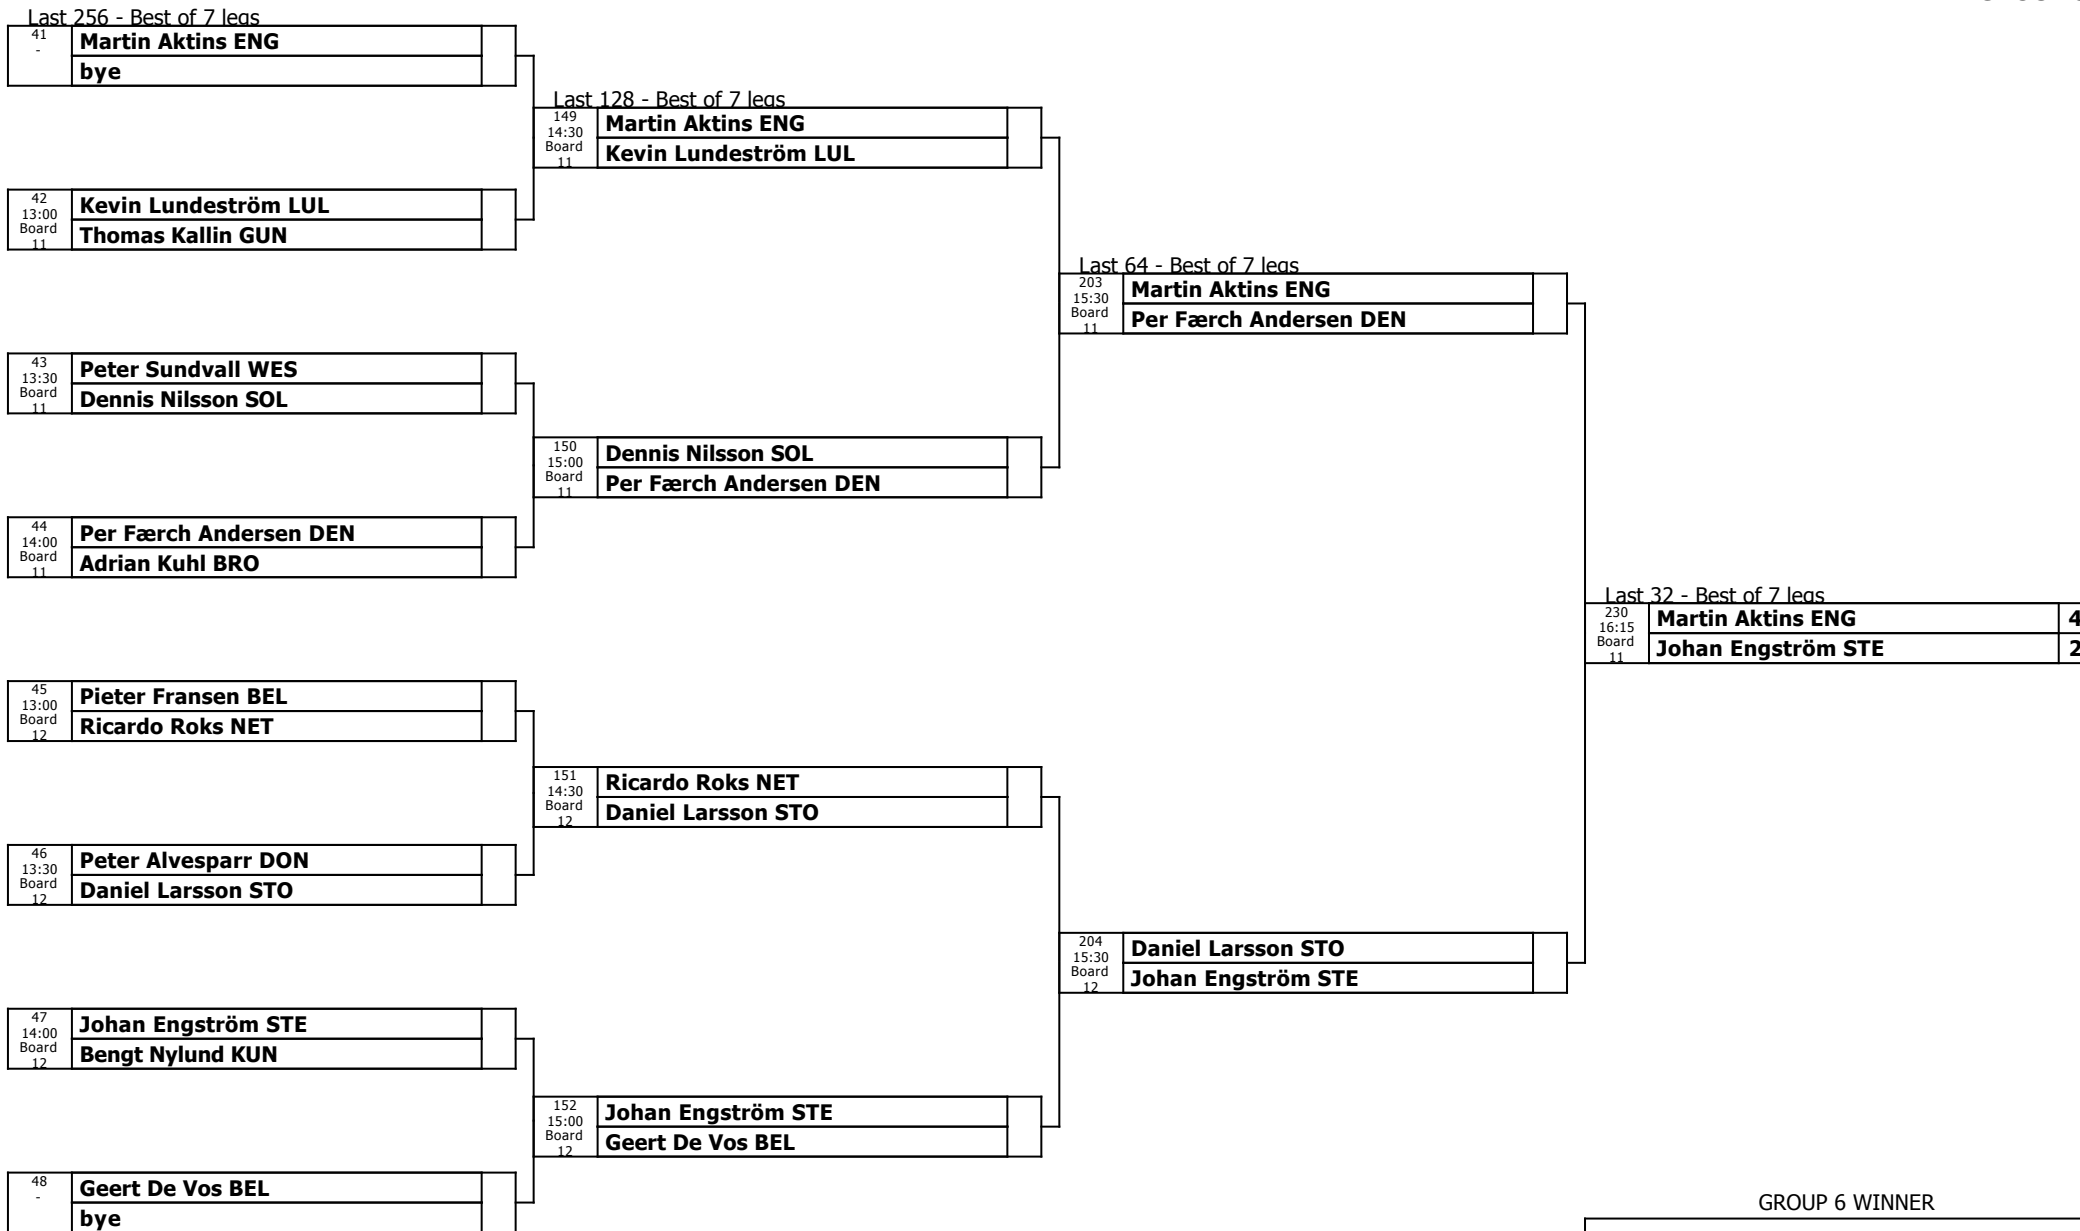 Last 256 - Best of 7 legs
41
-
Martin Aktins ENG
bye
42
13:00
Board
11
Kevin Lundeström LUL
Thomas Kallin GUN
43
13:30
Board
11
Peter Sundvall WES
Dennis Nilsson SOL
44
14:00
Board
11
Per Færch Andersen DEN
Adrian Kuhl BRO
45
13:00
Board
12
Pieter Fransen BEL
Ricardo Roks NET
46
13:30
Board
12
Peter Alvesparr DON
Daniel Larsson STO
47
14:00
Board
12
Johan Engström STE
Bengt Nylund KUN
48
-
Geert De Vos BEL
bye
Last 128 - Best of 7 legs
149
14:30
Board
11
Martin Aktins ENG
Kevin Lundeström LUL
150
15:00
Board
11
Dennis Nilsson SOL
Per Færch Andersen DEN
151
14:30
Board
12
Ricardo Roks NET
Daniel Larsson STO
152
15:00
Board
12
Johan Engström STE
Geert De Vos BEL
Last 64 - Best of 7 legs
203
15:30
Board
11
Martin Aktins ENG
Per Færch Andersen DEN
204
15:30
Board
12
Daniel Larsson STO
Johan Engström STE
Last 32 - Best of 7 legs
230
16:15
Board
11
Martin Aktins ENG 4
Johan Engström STE 2
GROUP 6 WINNER